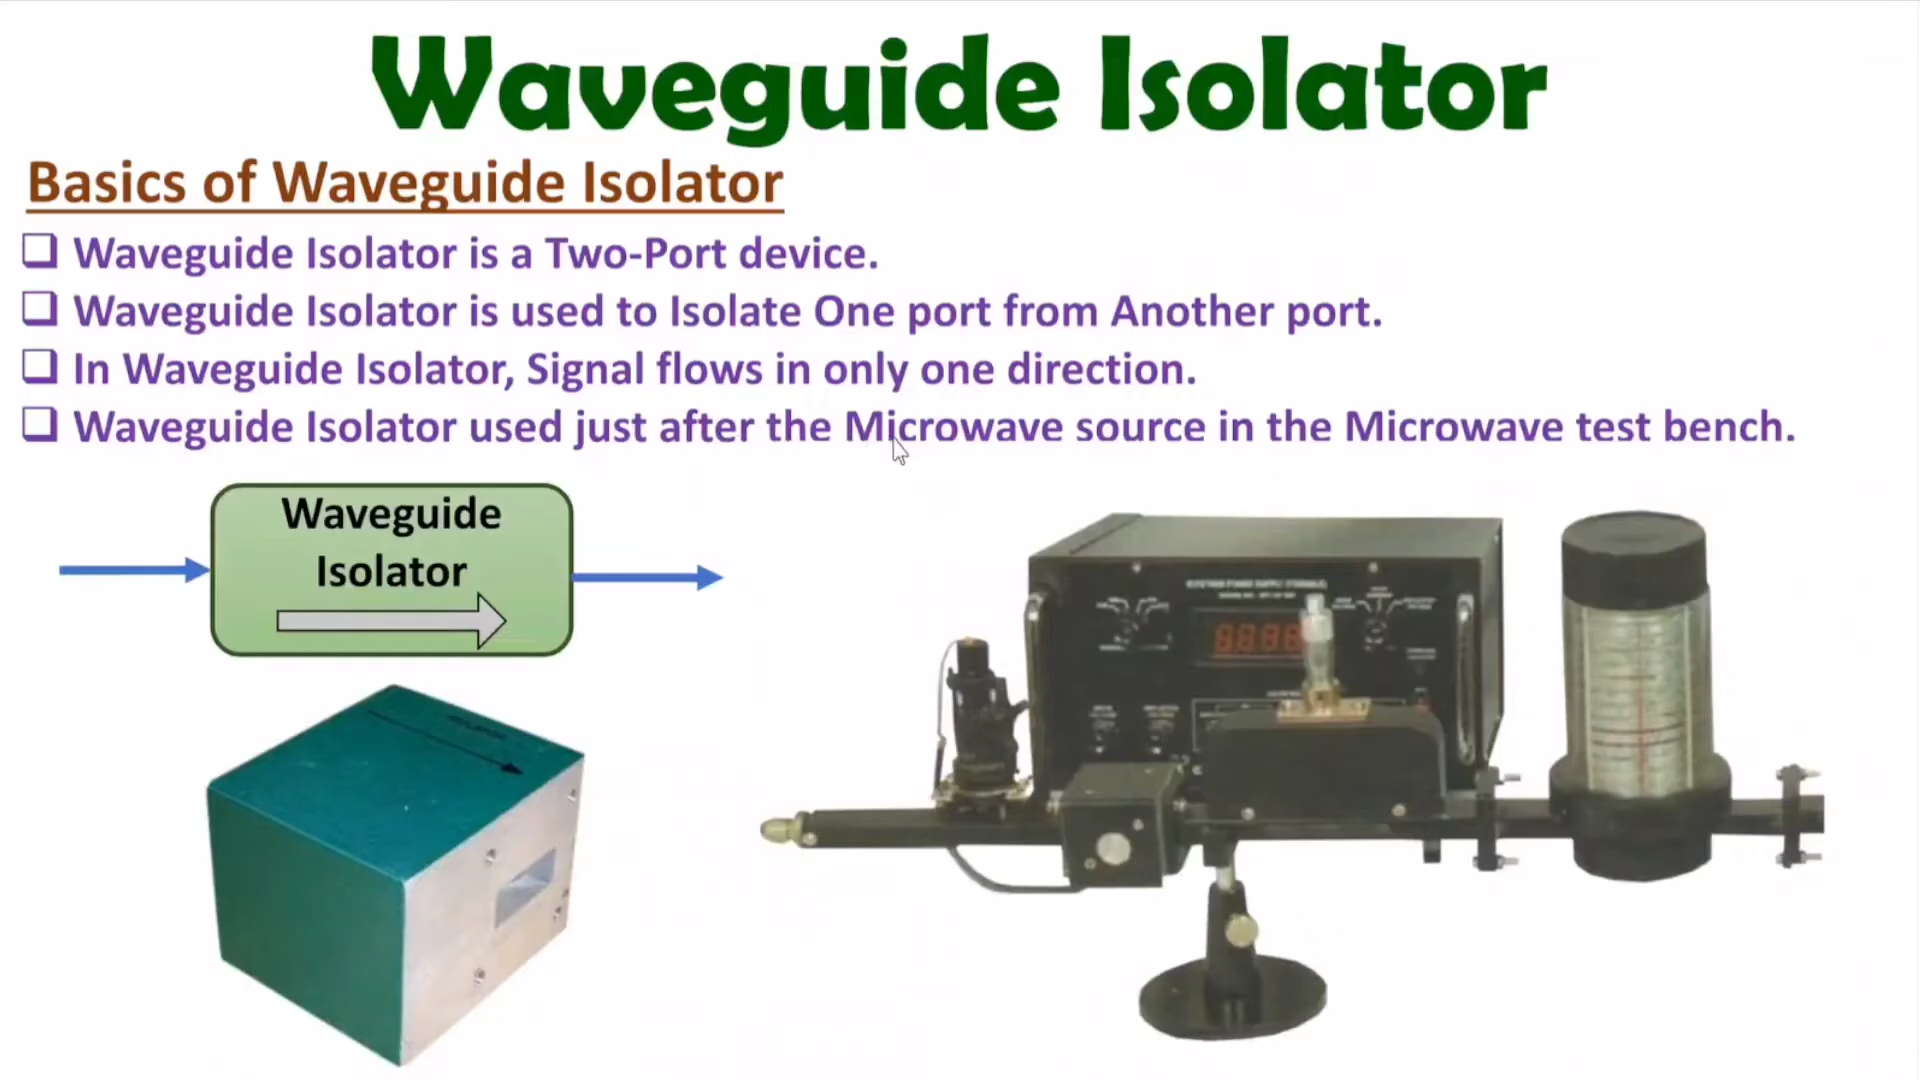 Waveguide Isolator
Basics of Waveguide Isolator
Waveguide Isolator is a Two-Port device.
Waveguide Isolator is used to Isolate One port from Another port.
In Waveguide Isolator, Signal flows in only one direction.
Waveguide Isolator used just after the Microwave source in the Microwave test bench.
Waveguide
Isolator